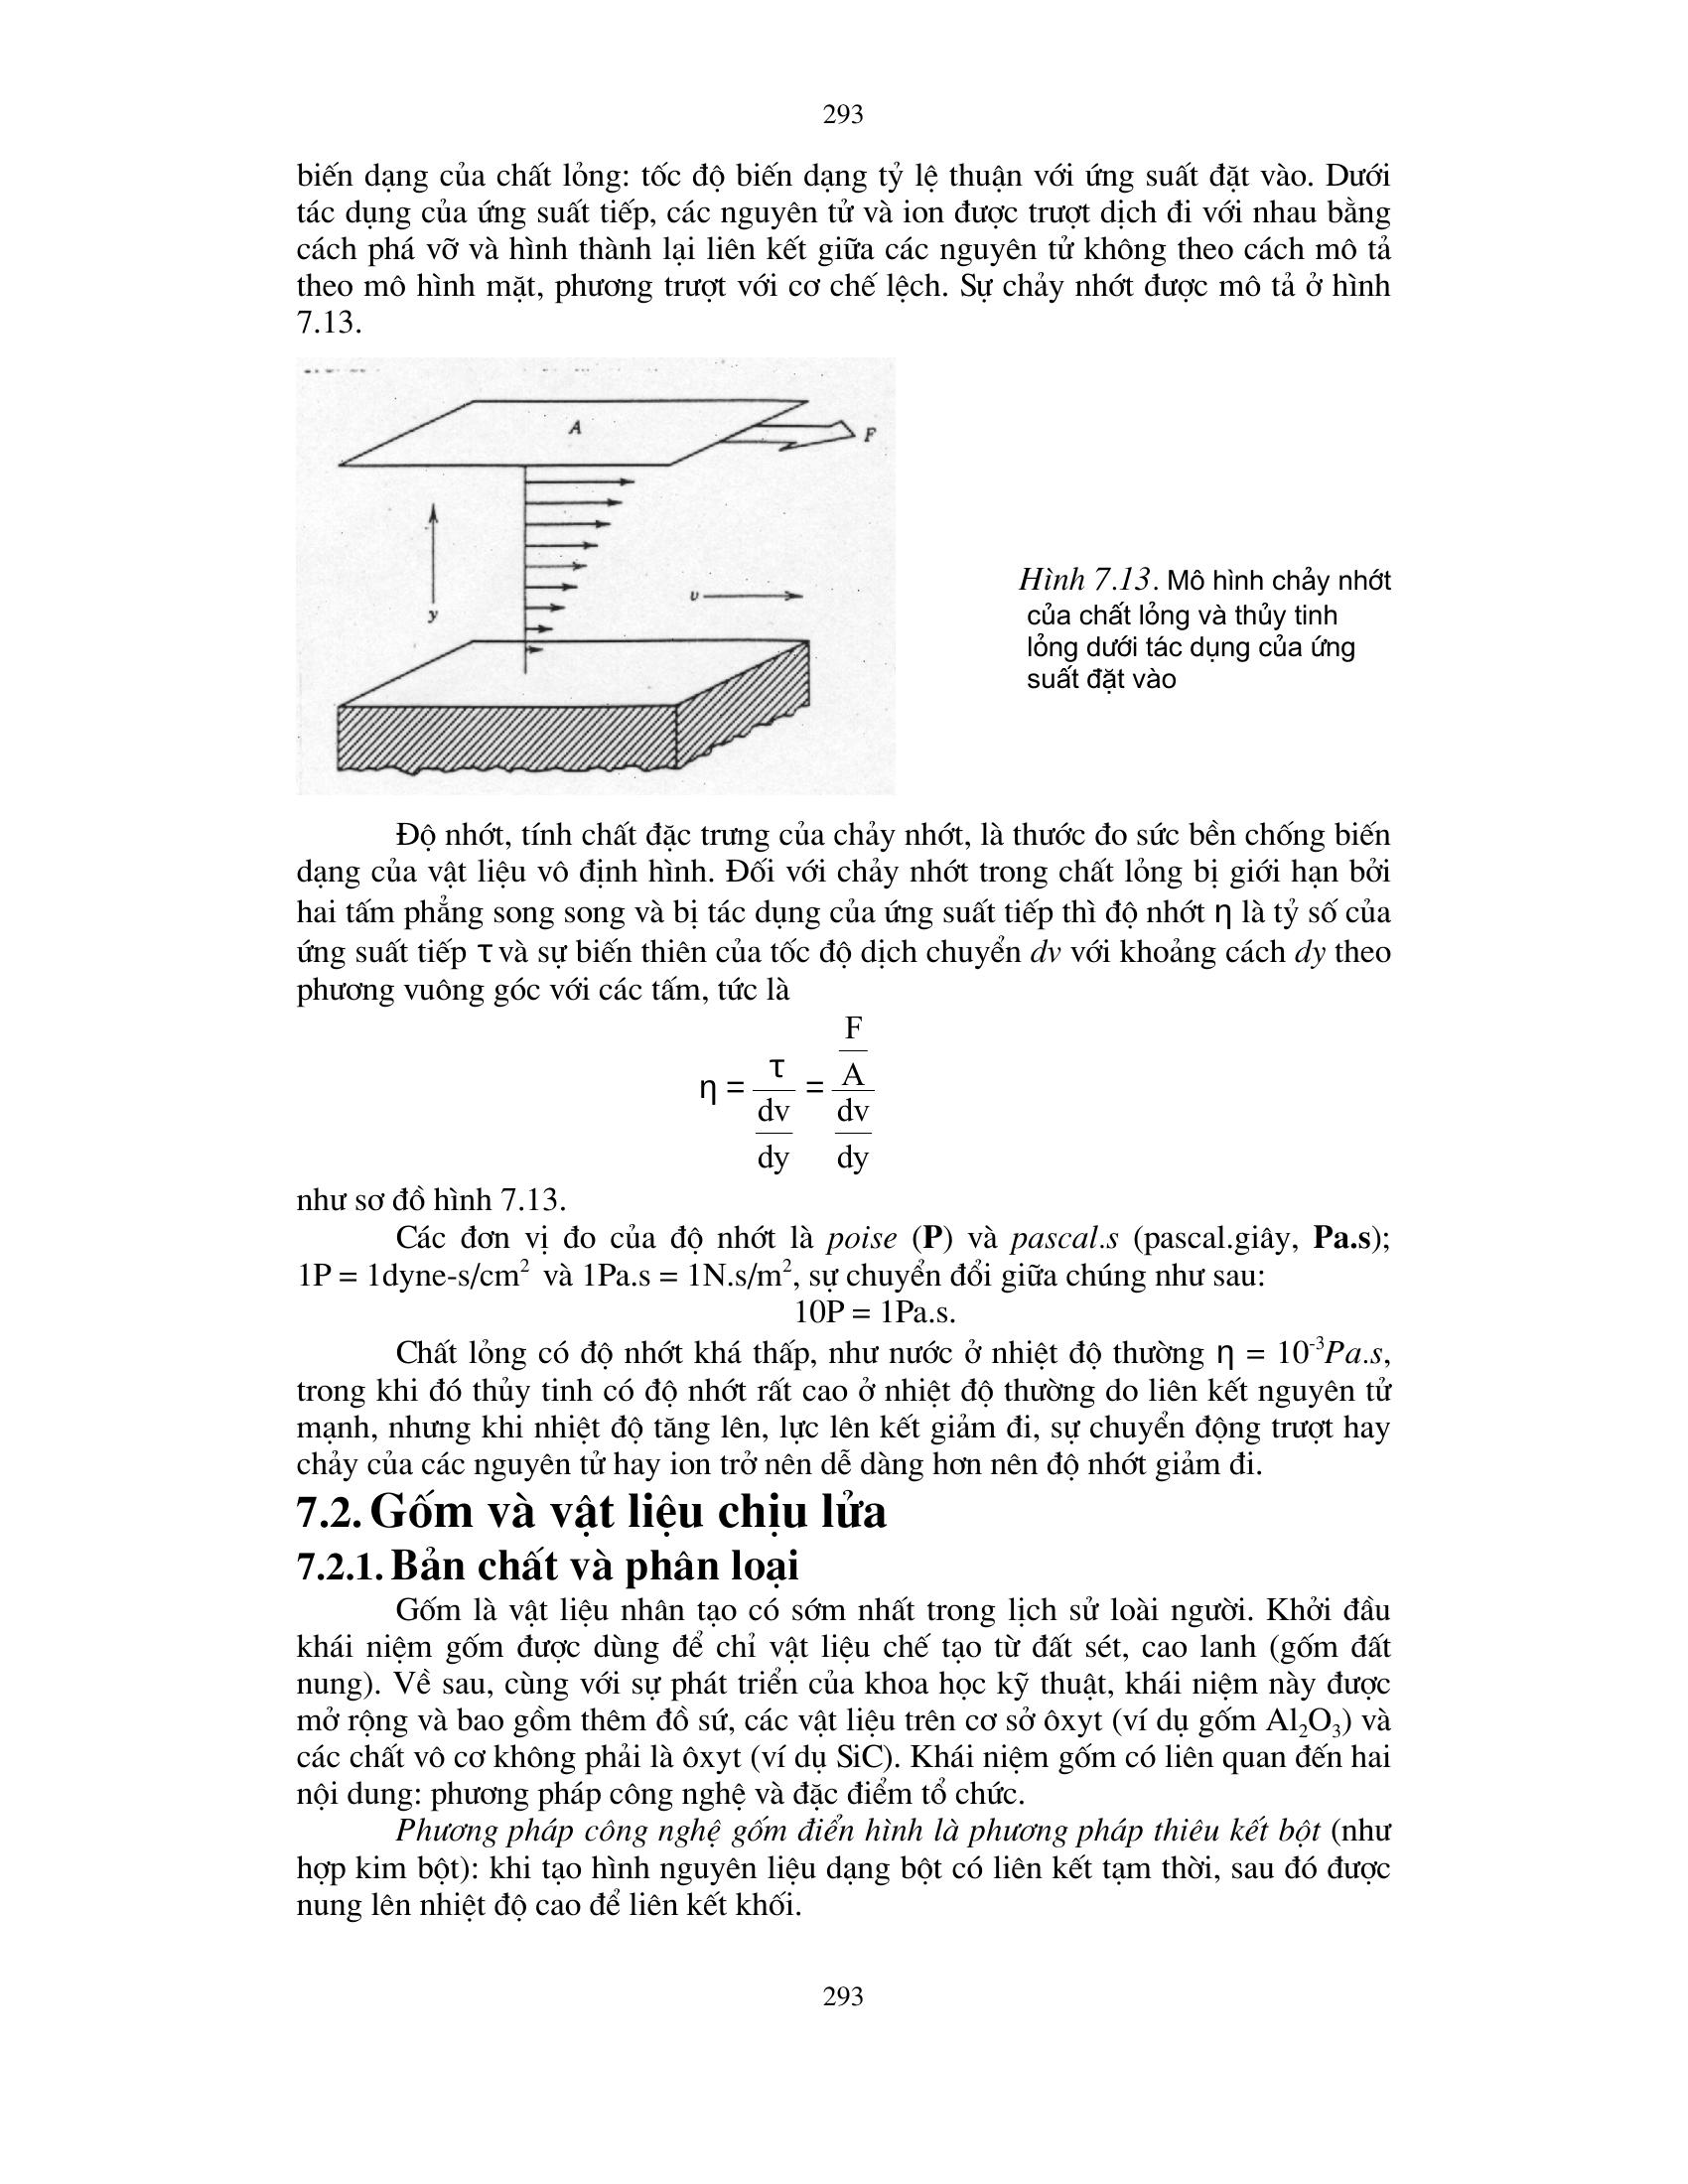 293
biến dạng của chất lỏng: tốc độ biến dạng tỷ lệ thuận với ứng suất đặt vào. Dưới
tác dụng của ứng suất tiếp, các nguyên tử và ion được trượt dịch đi với nhau bằng
cách phá vỡ và hình thành lại liên kết giữa các nguyên tử không theo cách mô tả
theo mô hình mặt, phương trượt với cơ chế lệch. Sự chảy nhớt được mô tả ở hình
7.13.
A
F
y
v
Hình 7.13. Mô hình chảy nhớt
của chất lỏng và thủy tinh
lỏng dưới tác dụng của ứng
suất đặt vào
Độ nhớt, tính chất đặc trưng của chảy nhớt, là thước đo sức bền chống biến
dạng của vật liệu vô định hình. Đối với chảy nhớt trong chất lỏng bị giới hạn bởi
hai tấm phẳng song song và bị tác dụng của ứng suất tiếp thì độ nhớt η là tỷ số của
ứng suất tiếp τ và sự biến thiên của tốc độ dịch chuyển dv với khoảng cách dy theo
phương vuông góc với các tấm, tức là
F
τ A
η = =
dv dv
dy dy
như sơ đồ hình 7.13.
Các đơn vị đo của độ nhớt là poise (P) và pascal.s (pascal.giây, Pa.s);
1P = 1dyne-s/cm² và 1Pa.s = 1N.s/m², sự chuyển đổi giữa chúng như sau:
10P = 1Pa.s.
Chất lỏng có độ nhớt khá thấp, như nước ở nhiệt độ thường η = 10⁻³Pa.s,
trong khi đó thủy tinh có độ nhớt rất cao ở nhiệt độ thường do liên kết nguyên tử
mạnh, nhưng khi nhiệt độ tăng lên, lực lên kết giảm đi, sự chuyển động trượt hay
chảy của các nguyên tử hay ion trở nên dễ dàng hơn nên độ nhớt giảm đi.
7.2. Gốm và vật liệu chịu lửa
7.2.1. Bản chất và phân loại
Gốm là vật liệu nhân tạo có sớm nhất trong lịch sử loài người. Khởi đầu
khái niệm gốm được dùng để chỉ vật liệu chế tạo từ đất sét, cao lanh (gốm đất
nung). Về sau, cùng với sự phát triển của khoa học kỹ thuật, khái niệm này được
mở rộng và bao gồm thêm đồ sứ, các vật liệu trên cơ sở ôxyt (ví dụ gốm Al₂O₃) và
các chất vô cơ không phải là ôxyt (ví dụ SiC). Khái niệm gốm có liên quan đến hai
nội dung: phương pháp công nghệ và đặc điểm tổ chức.
Phương pháp công nghệ gốm điển hình là phương pháp thiêu kết bột (như
hợp kim bột): khi tạo hình nguyên liệu dạng bột có liên kết tạm thời, sau đó được
nung lên nhiệt độ cao để liên kết khối.
293